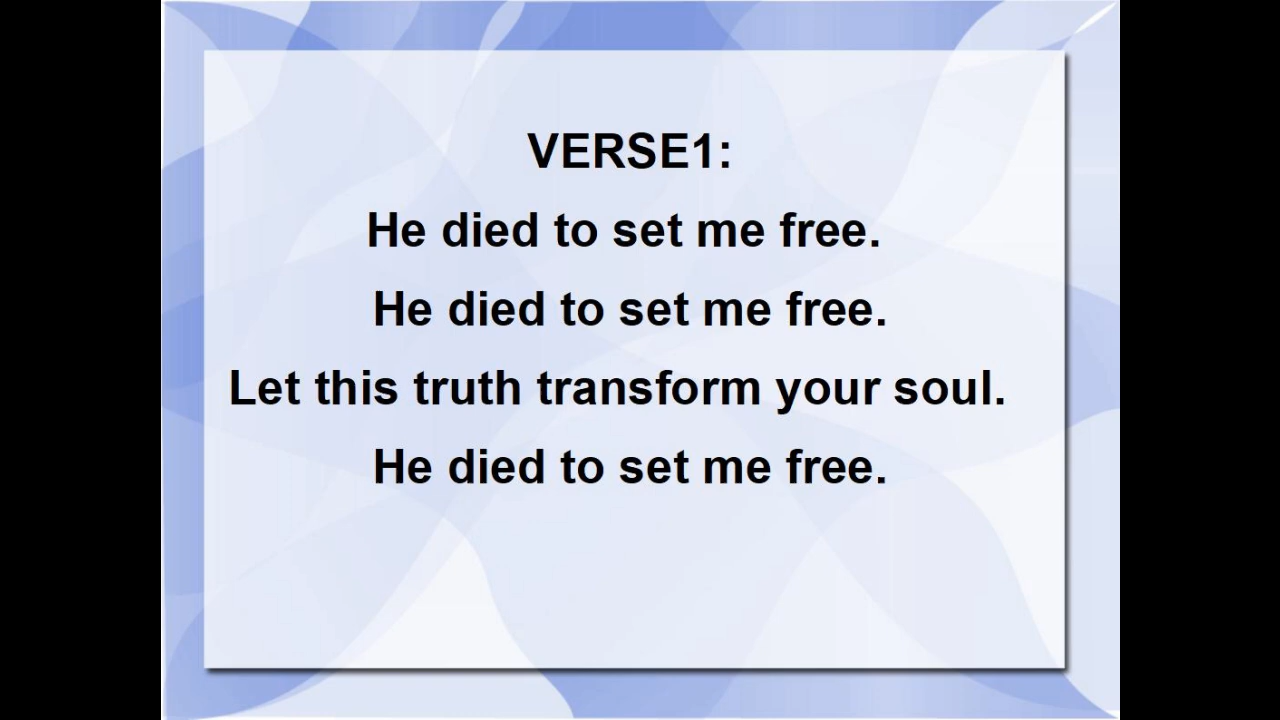 VERSE1:
He died to set me free.
He died to set me free.
Let this truth transform your soul.
He died to set me free.